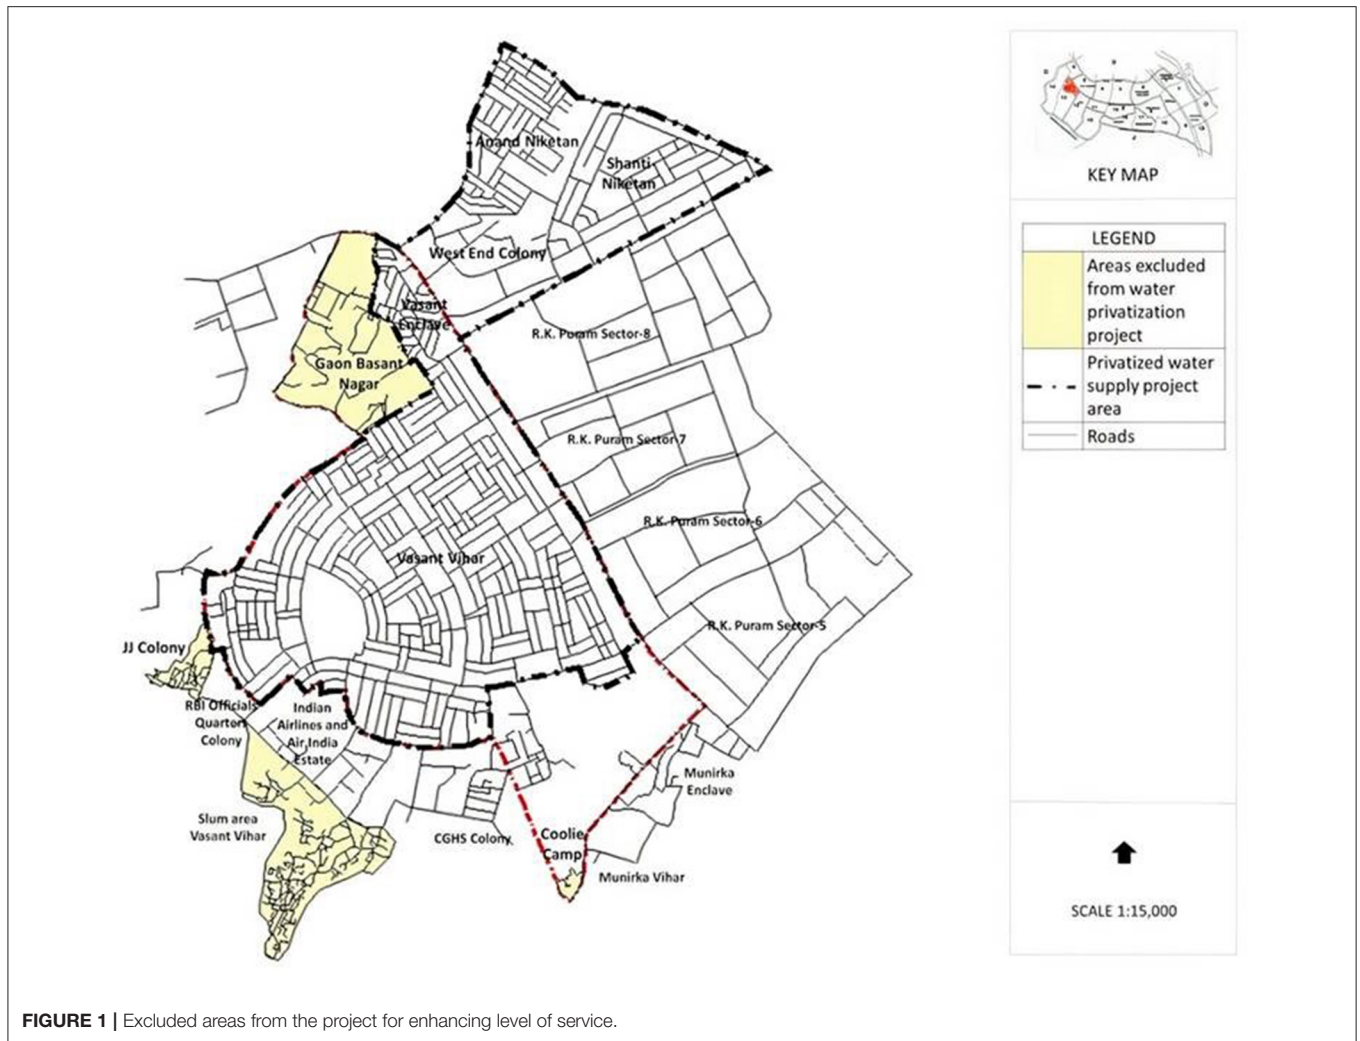 Anand Niketan
Shanti
Niketan
West End Colony
Vasant
Enclave
R.K. Puram Sector-8
Gaon Basant
Nagar
R.K. Puram Sector-7
R.K. Puram Sector-6
Vasant Vihar
R.K. Puram Sector-5
JJ Colony
RBI Officials
Quarters
Colony
Indian
Airlines and
Air India
Estate
Slum area
Vasant Vihar
CGHS Colony
Coolie
Camp
Munirka
Enclave
Munirka Vihar
KEY MAP
LEGEND
Areas excluded
from water
privatization
project
Privatized water
supply project
area
Roads
SCALE 1:15,000
FIGURE 1 | Excluded areas from the project for enhancing level of service.